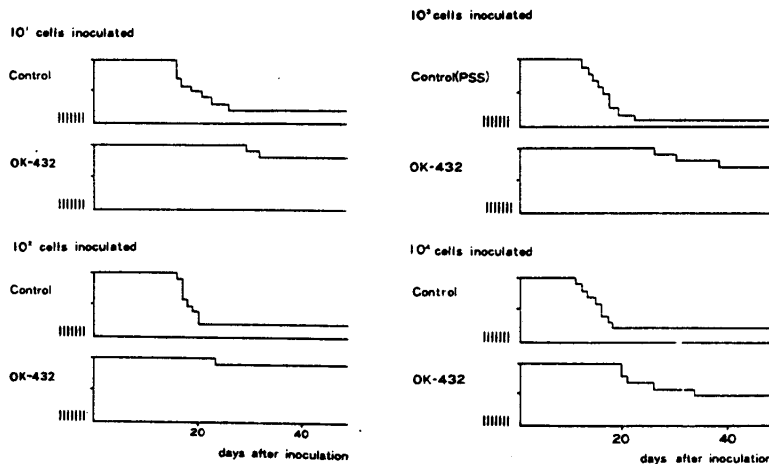 10¹ cells inoculated
Control
OK-432
10² cells inoculated
Control
OK-432
20
40
days after inoculation
10³ cells inoculated
Control(PSS)
OK-432
10⁴ cells inoculated
Control
OK-432
20
40
days after inoculation